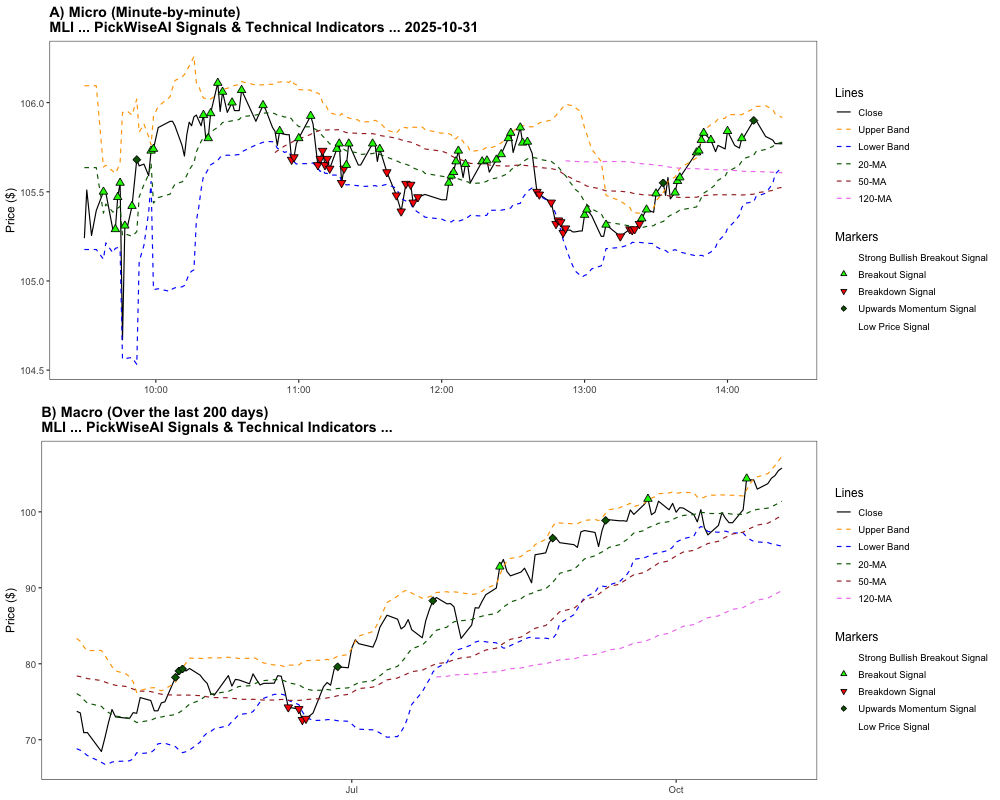 A) Micro (Minute-by-minute)
MLI ... PickWiseAI Signals & Technical Indicators ... 2025-10-31
Price ($)
106.0
105.5
105.0
104.5
10:00
11:00
12:00
13:00
14:00
Lines
Close
Upper Band
Lower Band
20-MA
50-MA
120-MA
Markers
Strong Bullish Breakout Signal
Breakout Signal
Breakdown Signal
Upwards Momentum Signal
Low Price Signal
B) Macro (Over the last 200 days)
MLI ... PickWiseAI Signals & Technical Indicators ...
Price ($)
100
90
80
70
Jul
Oct
Lines
Close
Upper Band
Lower Band
20-MA
50-MA
120-MA
Markers
Strong Bullish Breakout Signal
Breakout Signal
Breakdown Signal
Upwards Momentum Signal
Low Price Signal